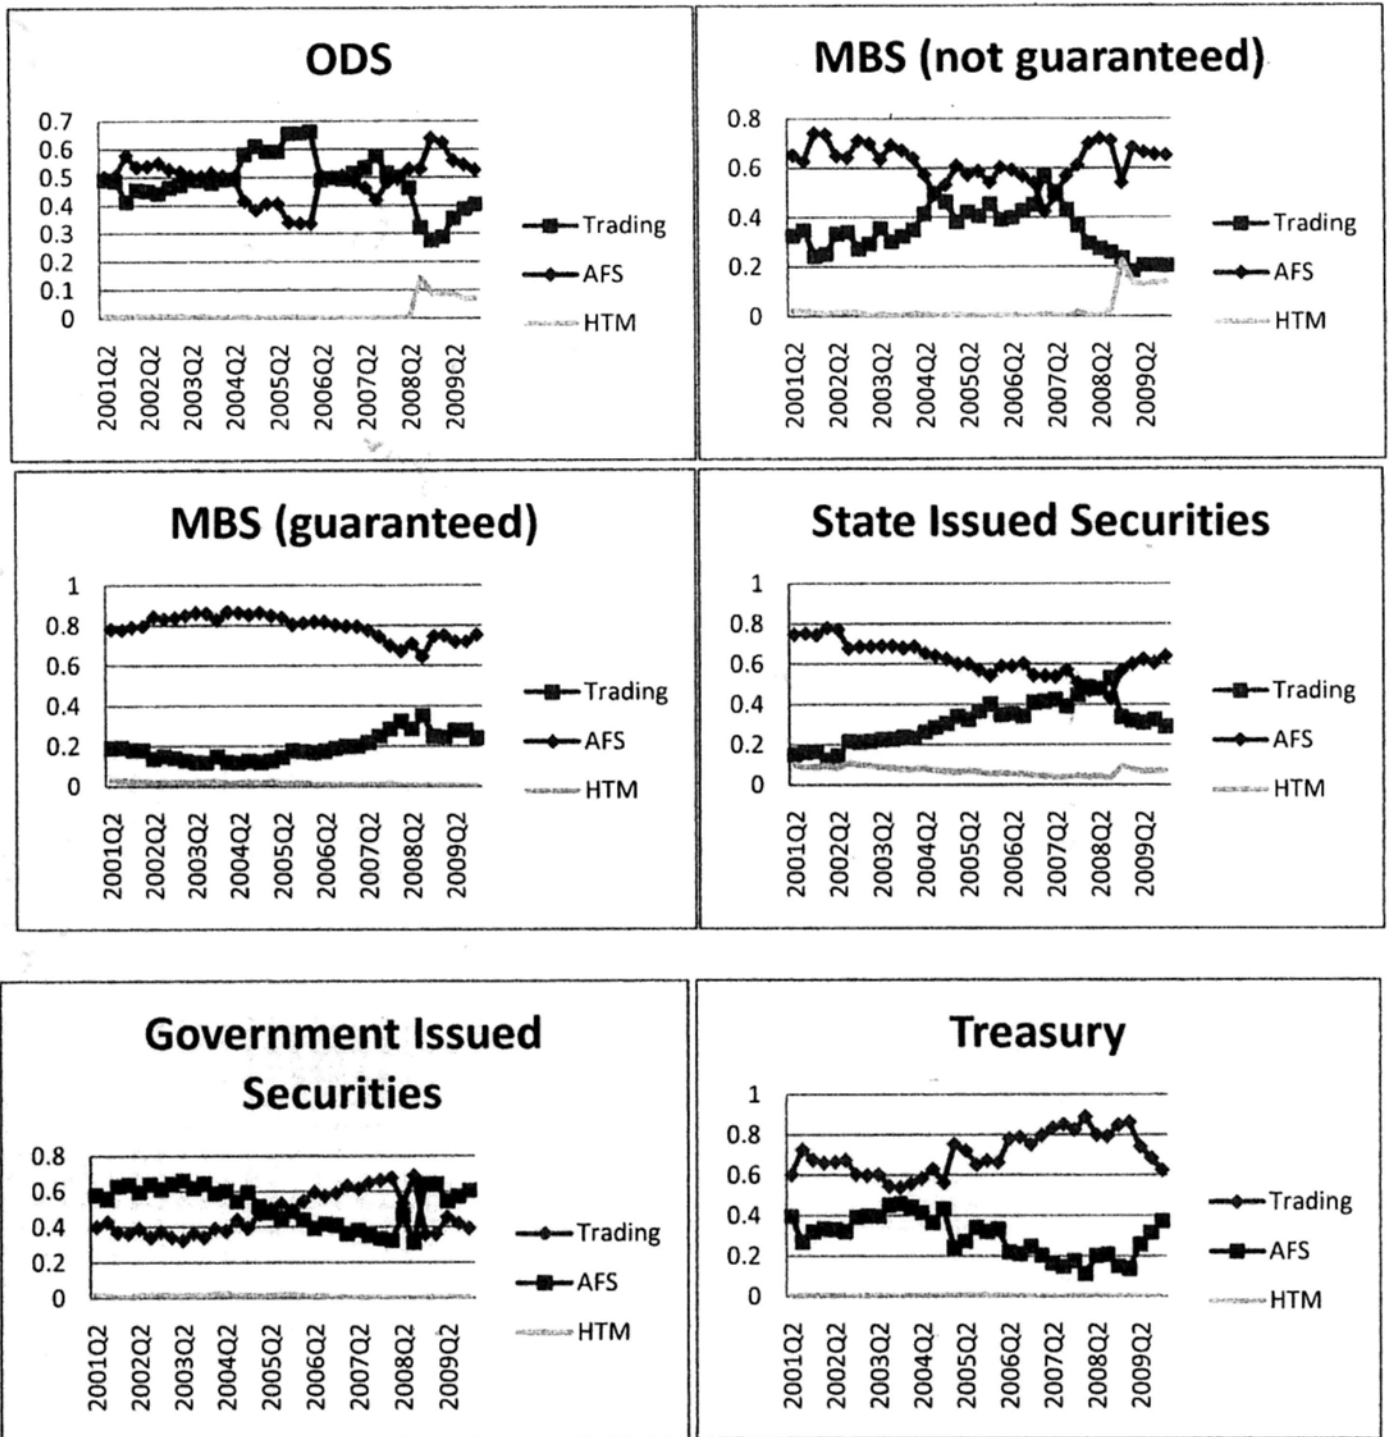 ODS
0.7
0.6
0.5
0.4
0.3
0.2
0.1
0
2001Q2
2002Q2
2003Q2
2004Q2
2005Q2
2006Q2
2007Q2
2008Q2
2009Q2
Trading
AFS
HTM
MBS (not guaranteed)
0.8
0.6
0.4
0.2
0
2001Q2
2002Q2
2003Q2
2004Q2
2005Q2
2006Q2
2007Q2
2008Q2
2009Q2
Trading
AFS
HTM
MBS (guaranteed)
1
0.8
0.6
0.4
0.2
0
2001Q2
2002Q2
2003Q2
2004Q2
2005Q2
2006Q2
2007Q2
2008Q2
2009Q2
Trading
AFS
HTM
State Issued Securities
1
0.8
0.6
0.4
0.2
0
2001Q2
2002Q2
2003Q2
2004Q2
2005Q2
2006Q2
2007Q2
2008Q2
2009Q2
Trading
AFS
HTM
Government Issued
Securities
0.8
0.6
0.4
0.2
0
2001Q2
2002Q2
2003Q2
2004Q2
2005Q2
2006Q2
2007Q2
2008Q2
2009Q2
Trading
AFS
HTM
Treasury
1
0.8
0.6
0.4
0.2
0
2001Q2
2002Q2
2003Q2
2004Q2
2005Q2
2006Q2
2007Q2
2008Q2
2009Q2
Trading
AFS
HTM